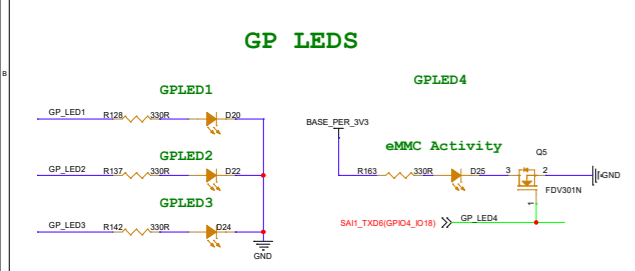 GP LEDS
B
GPLED1
GP_LED1 R128 330R D20
GPLED2
GP_LED2 R137 330R D22
GPLED3
GP_LED3 R142 330R D24
GND
GPLED4
BASE_PER_3V3
eMMC Activity
R163 330R D25 3 Q5 2 GND
FDV301N
1
SAI1_TXD6(GPIO4_IO18) GP_LED4